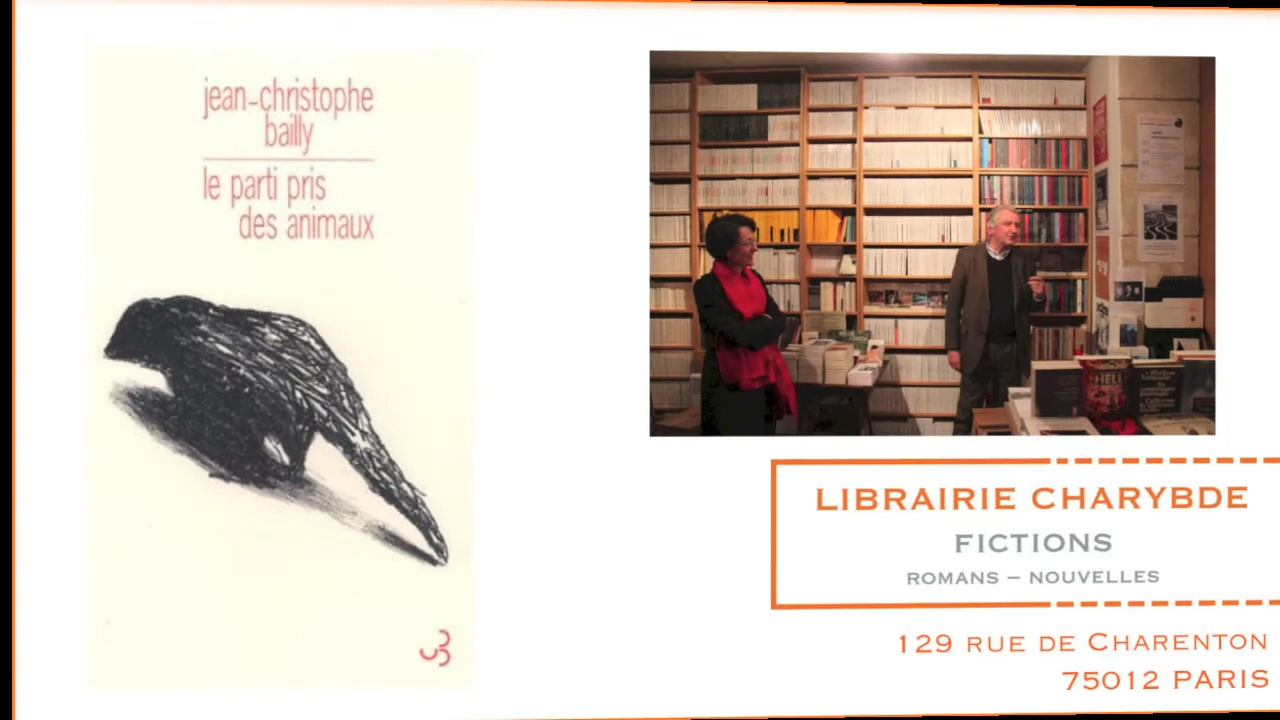 jean-christophe
bailly
le parti pris
des animaux
HELL
LIBRAIRIE CHARYBDE
FICTIONS
ROMANS – NOUVELLES
129 RUE DE CHARENTON
75012 PARIS